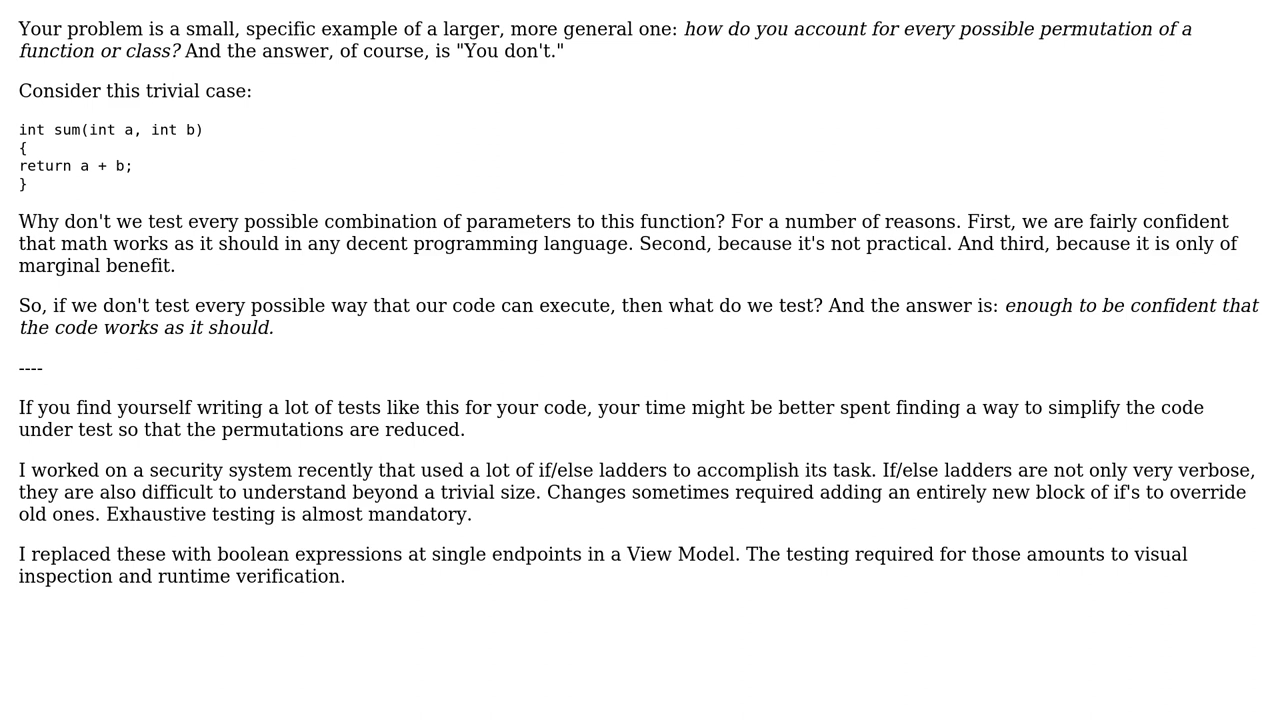 Your problem is a small, specific example of a larger, more general one: how do you account for every possible permutation of a
function or class? And the answer, of course, is "You don't."
Consider this trivial case:
int sum(int a, int b)
{
return a + b;
}
Why don't we test every possible combination of parameters to this function? For a number of reasons. First, we are fairly confident
that math works as it should in any decent programming language. Second, because it's not practical. And third, because it is only of
marginal benefit.
So, if we don't test every possible way that our code can execute, then what do we test? And the answer is: enough to be confident that
the code works as it should.
----
If you find yourself writing a lot of tests like this for your code, your time might be better spent finding a way to simplify the code
under test so that the permutations are reduced.
I worked on a security system recently that used a lot of if/else ladders to accomplish its task. If/else ladders are not only very verbose,
they are also difficult to understand beyond a trivial size. Changes sometimes required adding an entirely new block of if's to override
old ones. Exhaustive testing is almost mandatory.
I replaced these with boolean expressions at single endpoints in a View Model. The testing required for those amounts to visual
inspection and runtime verification.